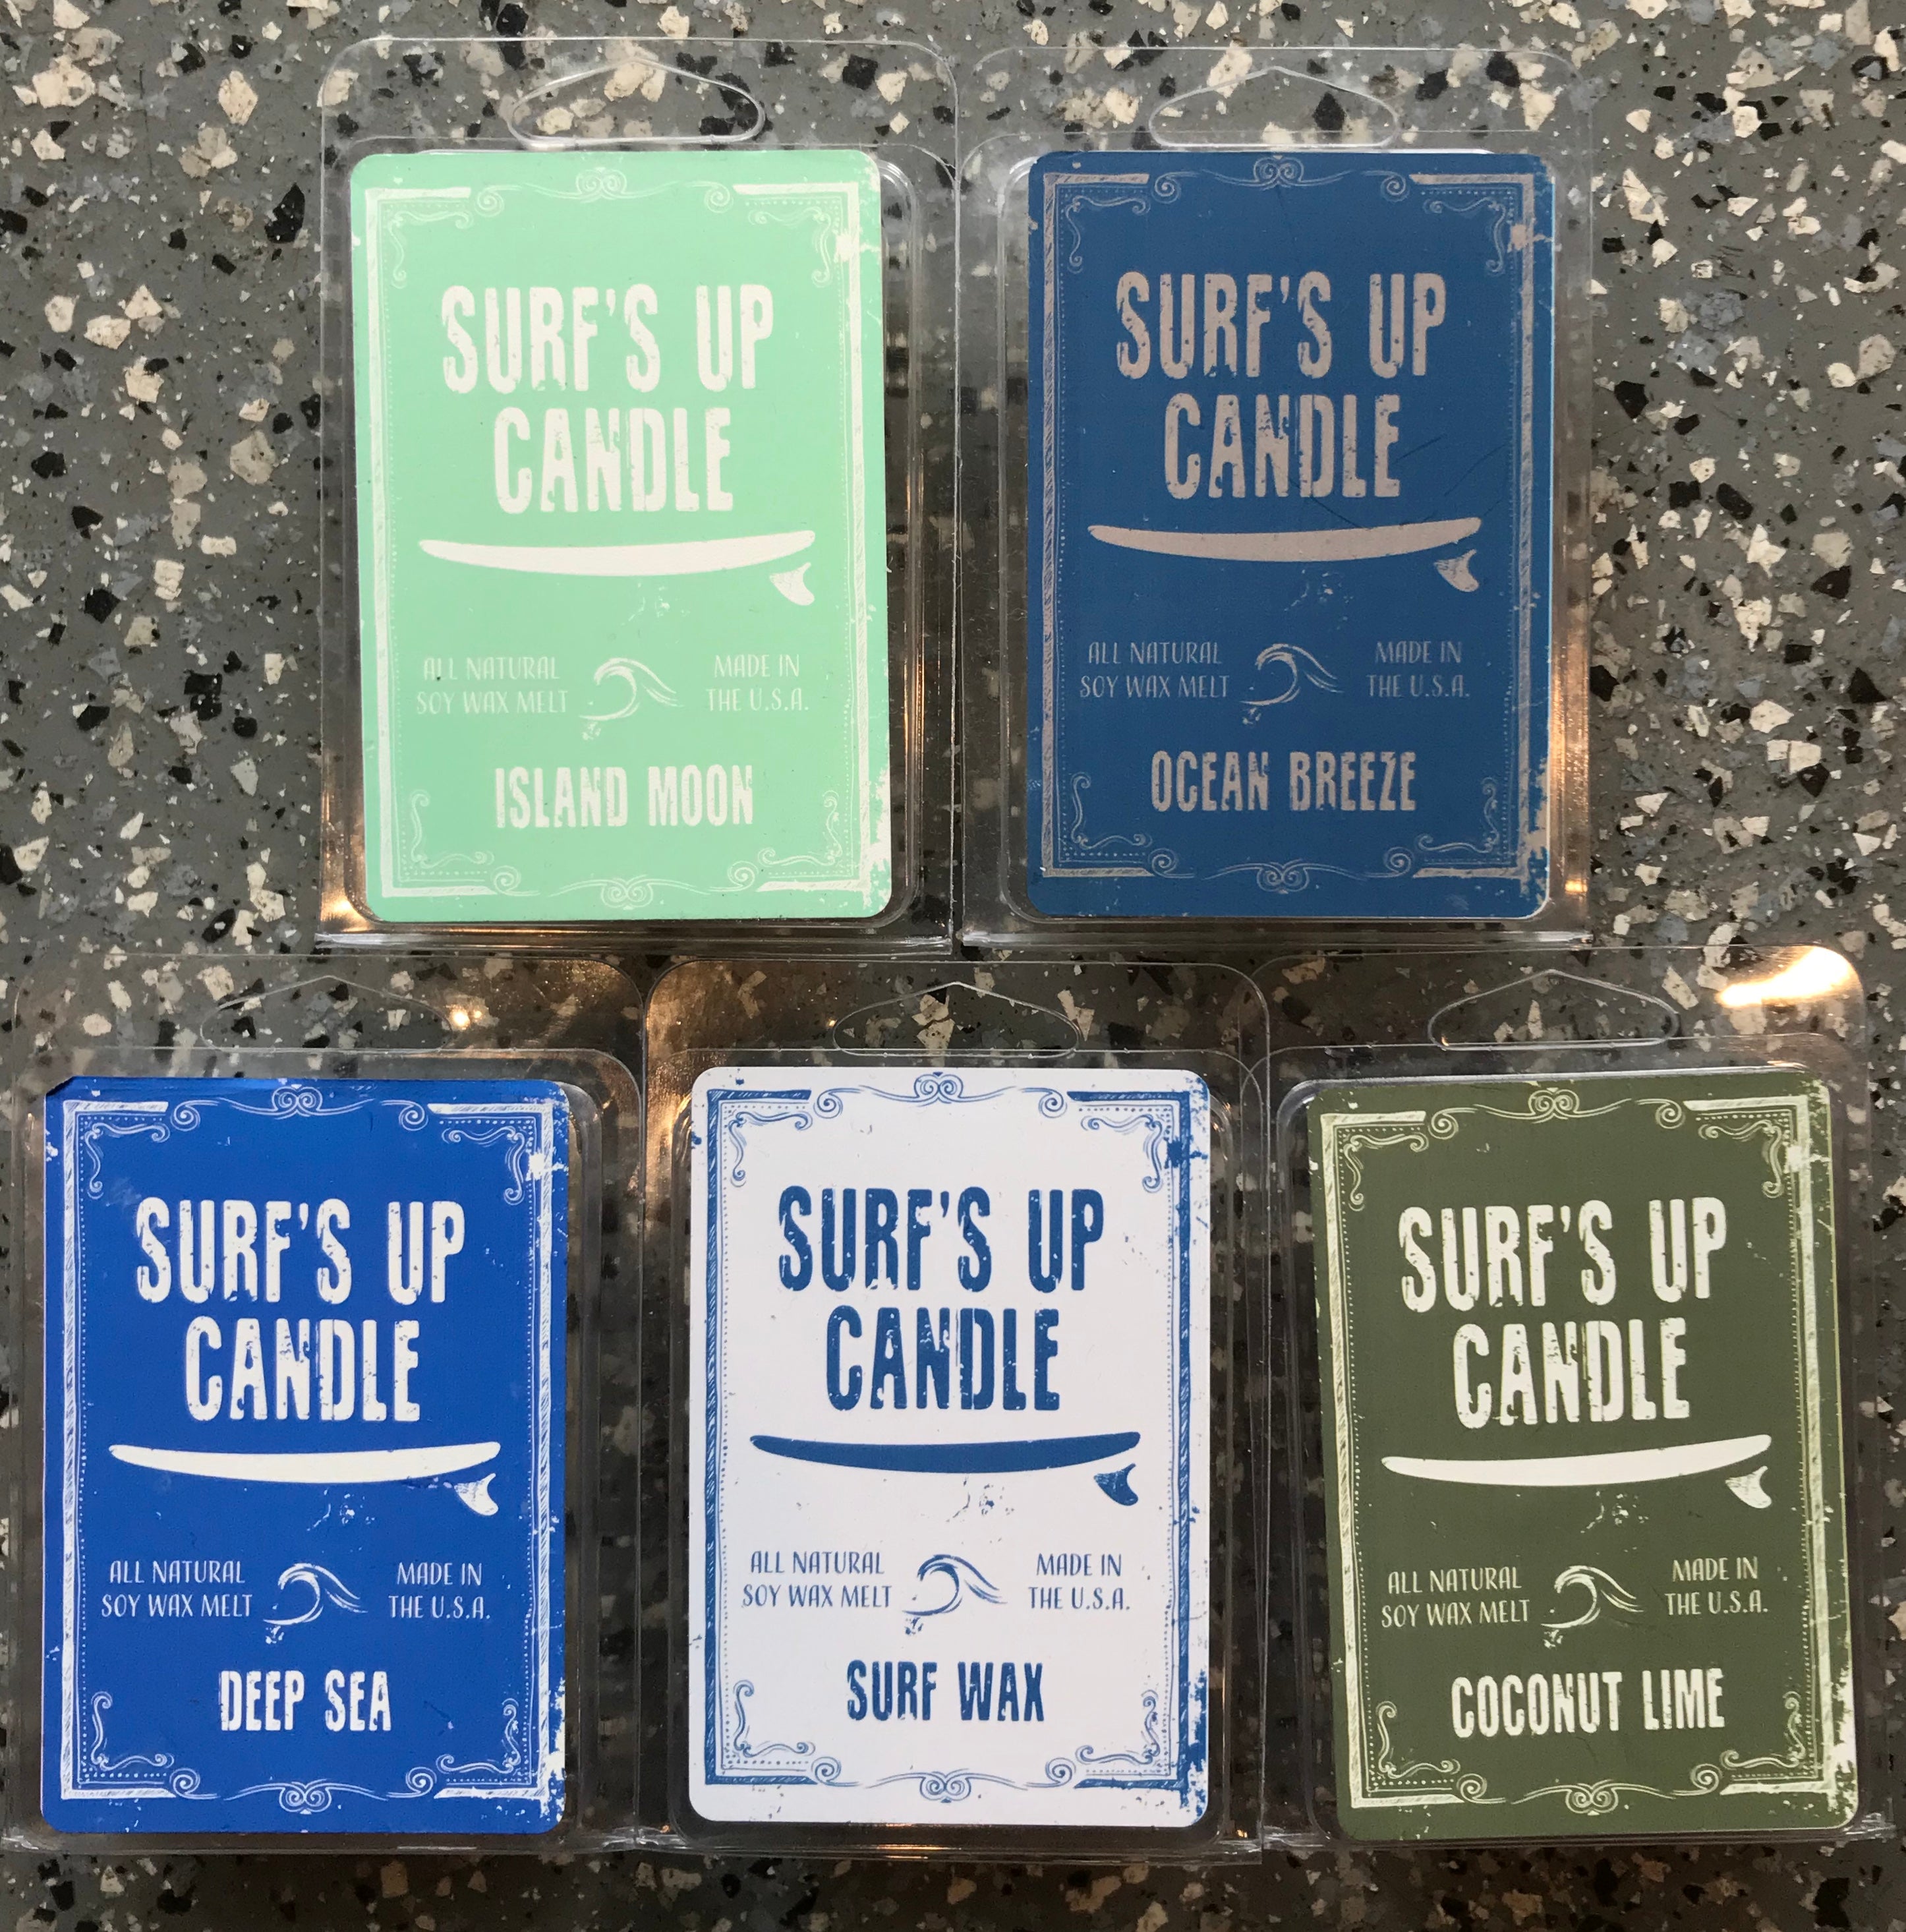 SURF'S UP
CANDLE
ALL NATURAL
SOY WAX MELT
MADE IN
THE U.S.A.
ISLAND MOON
SURF'S UP
CANDLE
ALL NATURAL
SOY WAX MELT
MADE IN
THE U.S.A.
OCEAN BREEZE
SURF'S UP
CANDLE
ALL NATURAL
SOY WAX MELT
MADE IN
THE U.S.A.
DEEP SEA
SURF'S UP
CANDLE
ALL NATURAL
SOY WAX MELT
MADE IN
THE U.S.A.
SURF WAX
SURF'S UP
CANDLE
ALL NATURAL
SOY WAX MELT
MADE IN
THE U.S.A.
COCONUT LIME